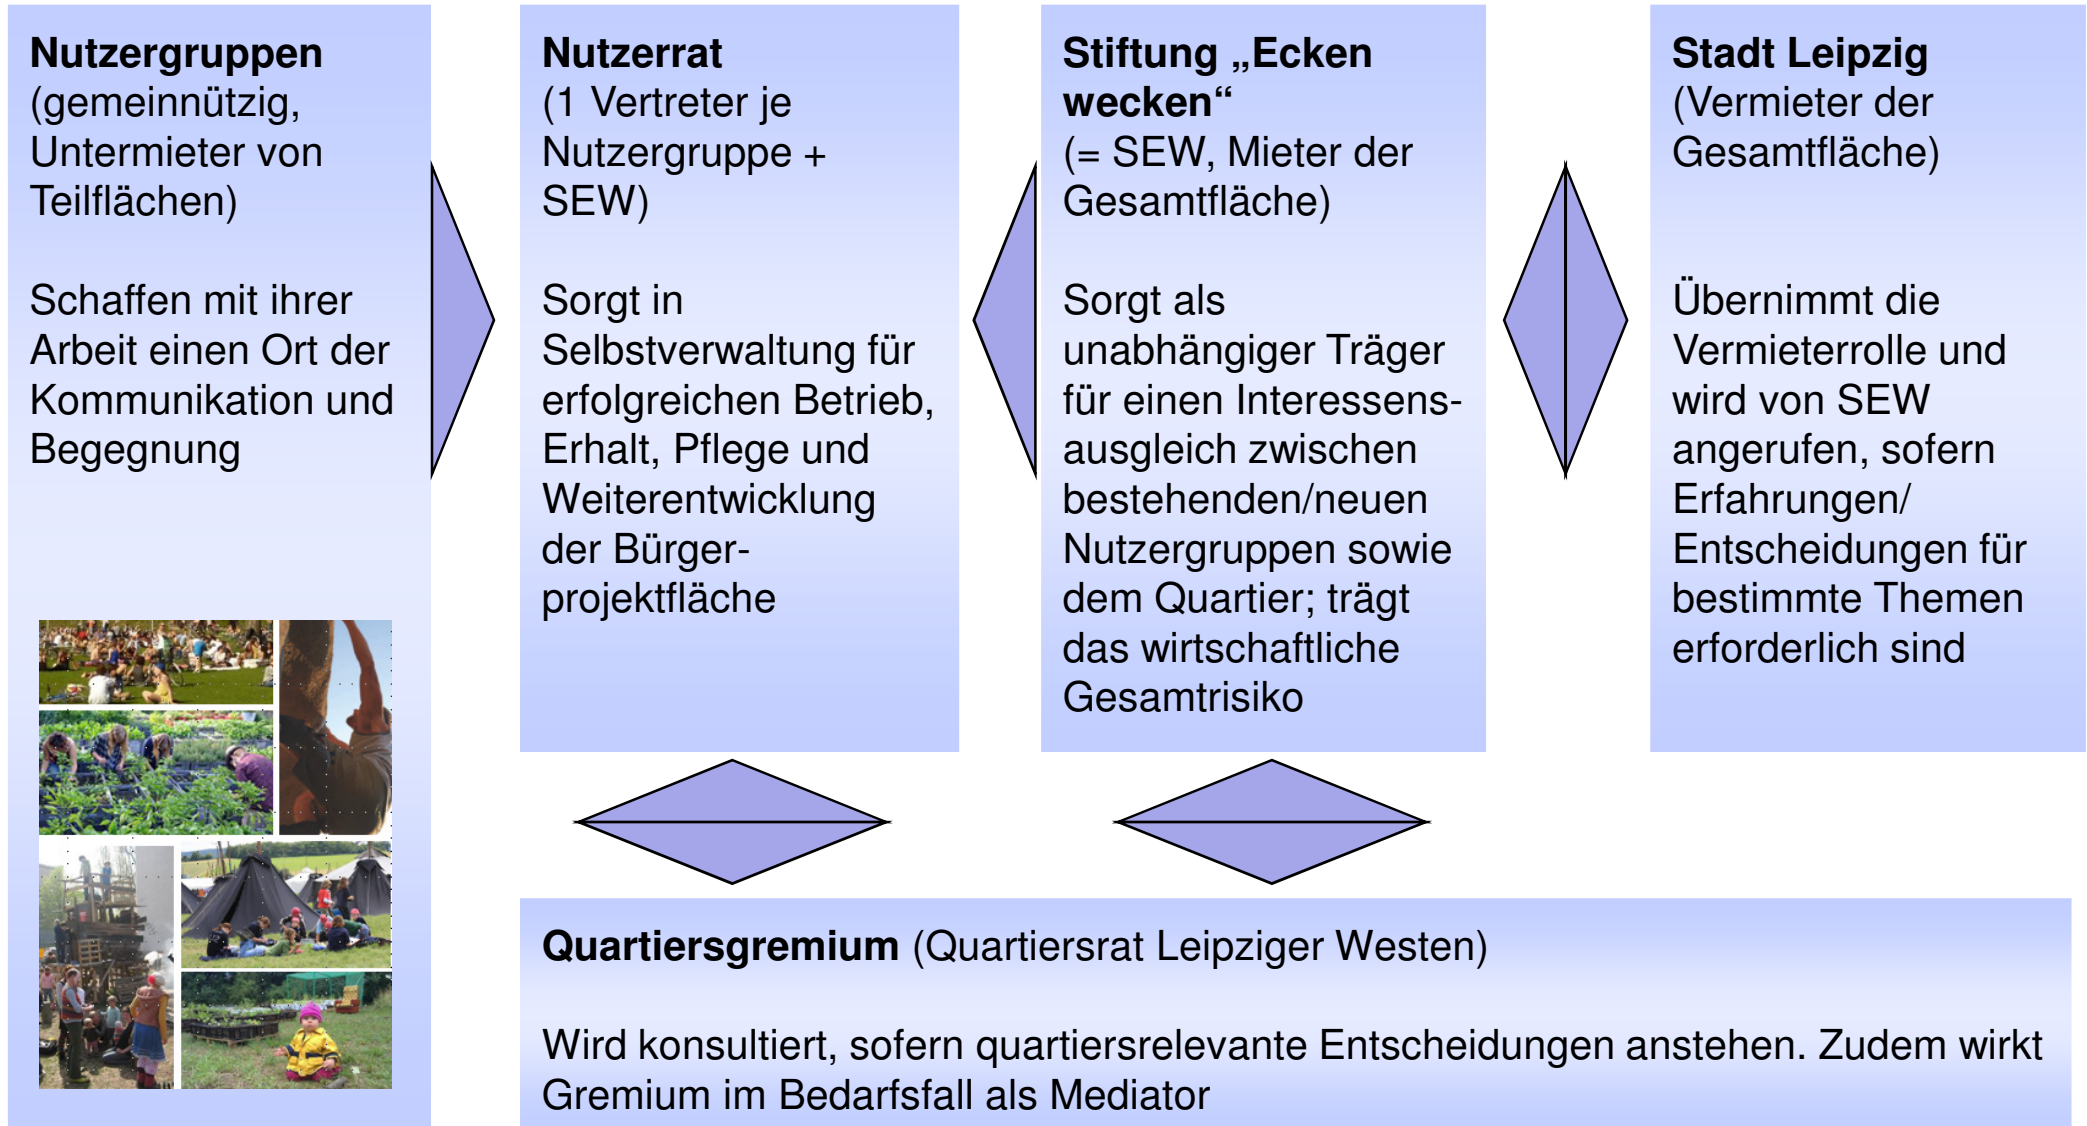 Nutzergruppen
(gemeinnützig,
Untermieter von
Teilflächen)
Schaffen mit ihrer
Arbeit einen Ort der
Kommunikation und
Begegnung
Nutzerrat
(1 Vertreter je
Nutzergruppe +
SEW)
Sorgt in
Selbstverwaltung für
erfolgreichen Betrieb,
Erhalt, Pflege und
Weiterentwicklung
der Bürger-
projektfläche
Stiftung „Ecken
wecken“
(= SEW, Mieter der
Gesamtfläche)
Sorgt als
unabhängiger Träger
für einen Interessens-
ausgleich zwischen
bestehenden/neuen
Nutzergruppen sowie
dem Quartier; trägt
das wirtschaftliche
Gesamtrisiko
Stadt Leipzig
(Vermieter der
Gesamtfläche)
Übernimmt die
Vermieterrolle und
wird von SEW
angerufen, sofern
Erfahrungen/
Entscheidungen für
bestimmte Themen
erforderlich sind
Quartiersgremium (Quartiersrat Leipziger Westen)
Wird konsultiert, sofern quartiersrelevante Entscheidungen anstehen. Zudem wirkt
Gremium im Bedarfsfall als Mediator